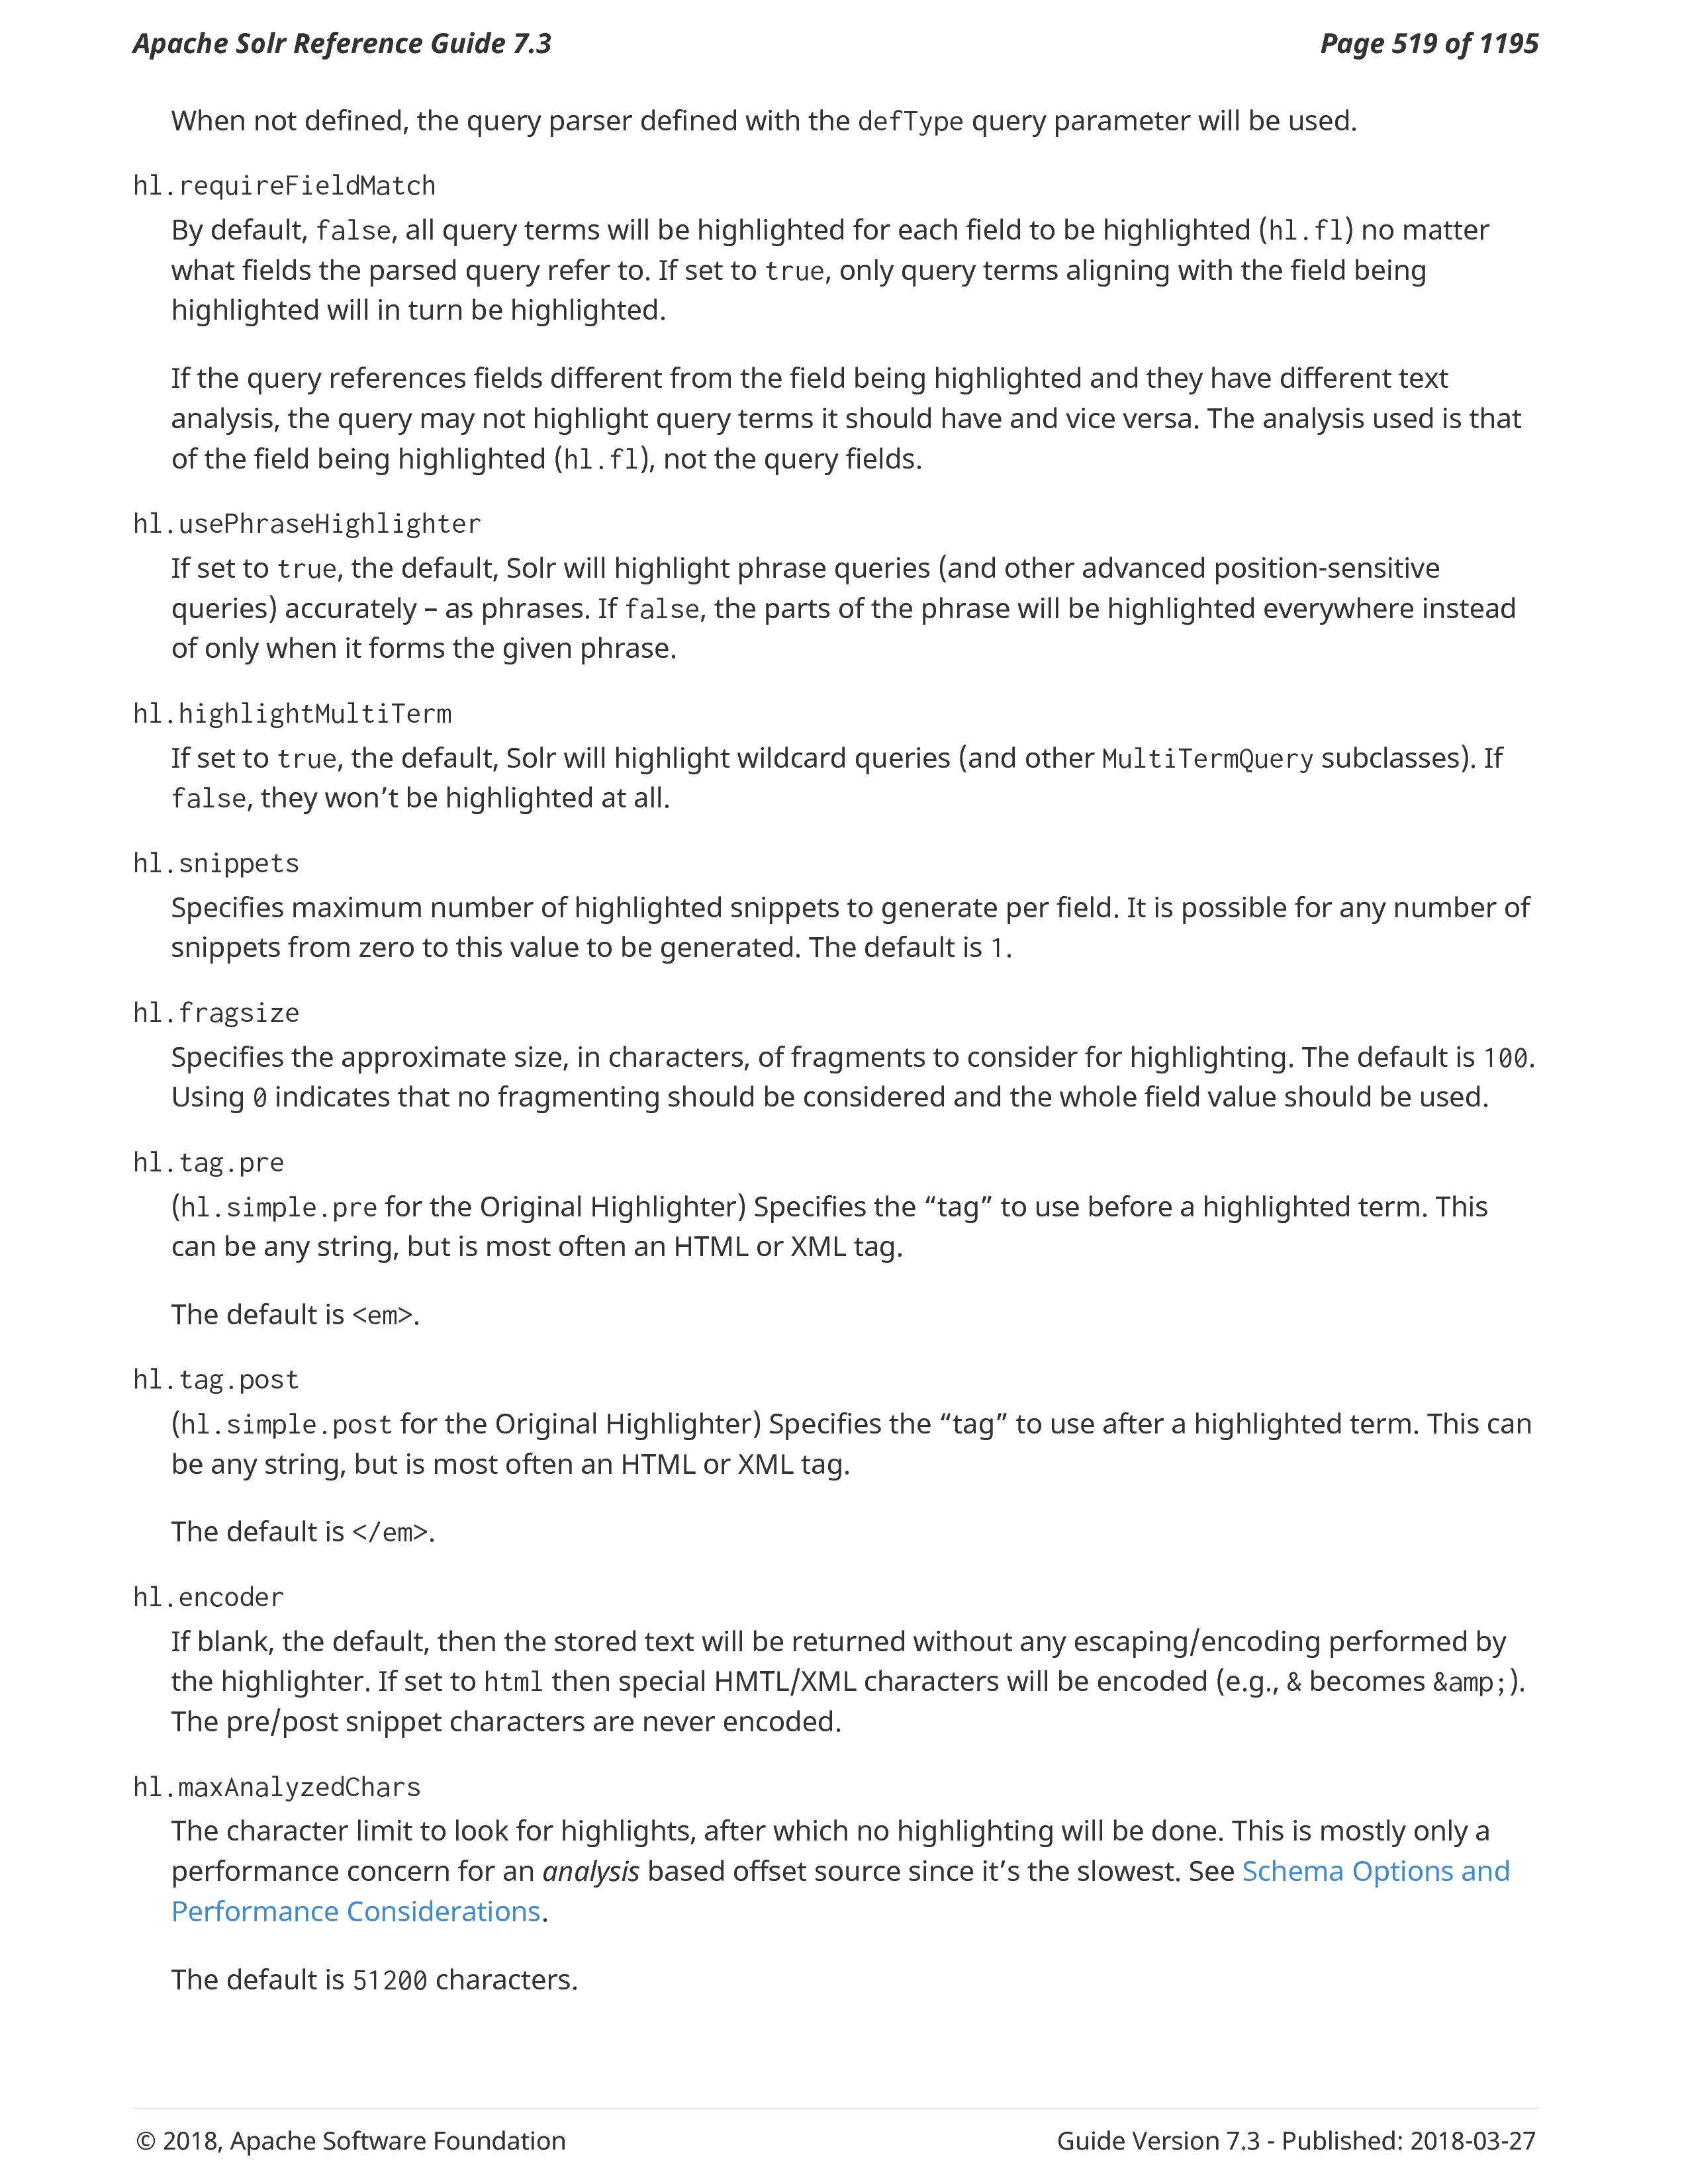 Apache Solr Reference Guide 7.3
Page 519 of 1195
When not defined, the query parser defined with the defType query parameter will be used.
hl.requireFieldMatch
By default, false, all query terms will be highlighted for each field to be highlighted (hl.fl) no matter
what fields the parsed query refer to. If set to true, only query terms aligning with the field being
highlighted will in turn be highlighted.
If the query references fields different from the field being highlighted and they have different text
analysis, the query may not highlight query terms it should have and vice versa. The analysis used is that
of the field being highlighted (hl.fl), not the query fields.
hl.usePhraseHighlighter
If set to true, the default, Solr will highlight phrase queries (and other advanced position-sensitive
queries) accurately – as phrases. If false, the parts of the phrase will be highlighted everywhere instead
of only when it forms the given phrase.
hl.highlightMultiTerm
If set to true, the default, Solr will highlight wildcard queries (and other MultiTermQuery subclasses). If
false, they won’t be highlighted at all.
hl.snippets
Specifies maximum number of highlighted snippets to generate per field. It is possible for any number of
snippets from zero to this value to be generated. The default is 1.
hl.fragsize
Specifies the approximate size, in characters, of fragments to consider for highlighting. The default is 100.
Using 0 indicates that no fragmenting should be considered and the whole field value should be used.
hl.tag.pre
(hl.simple.pre for the Original Highlighter) Specifies the “tag” to use before a highlighted term. This
can be any string, but is most often an HTML or XML tag.
The default is <em>.
hl.tag.post
(hl.simple.post for the Original Highlighter) Specifies the “tag” to use after a highlighted term. This can
be any string, but is most often an HTML or XML tag.
The default is </em>.
hl.encoder
If blank, the default, then the stored text will be returned without any escaping/encoding performed by
the highlighter. If set to html then special HMTL/XML characters will be encoded (e.g., & becomes &amp;).
The pre/post snippet characters are never encoded.
hl.maxAnalyzedChars
The character limit to look for highlights, after which no highlighting will be done. This is mostly only a
performance concern for an analysis based offset source since it’s the slowest. See Schema Options and
Performance Considerations.
The default is 51200 characters.
© 2018, Apache Software Foundation
Guide Version 7.3 - Published: 2018-03-27